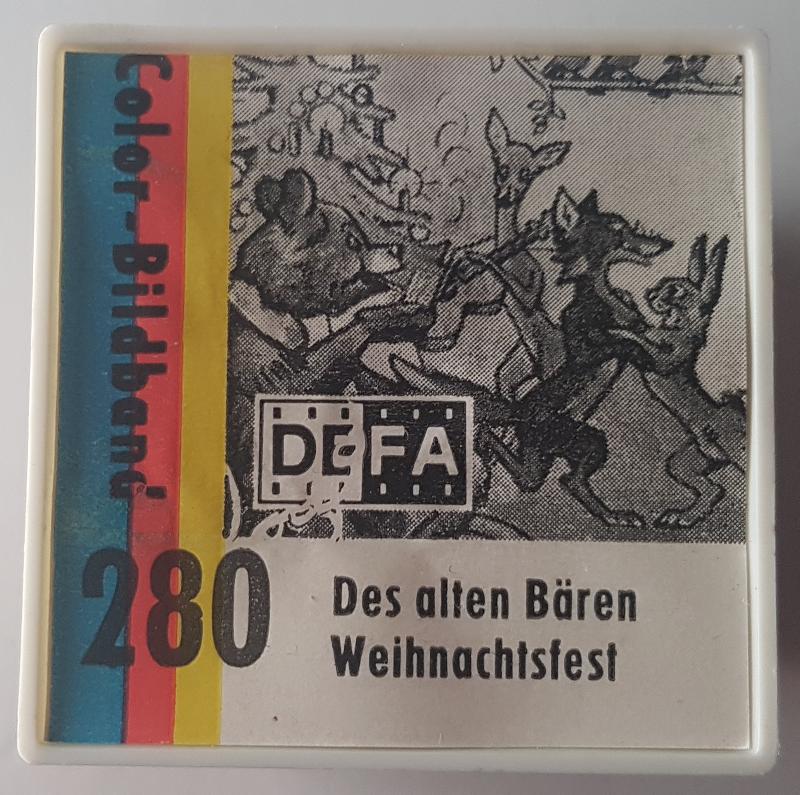 Color-Bildband
DEFA
280
Des alten Bären
Weihnachtsfest